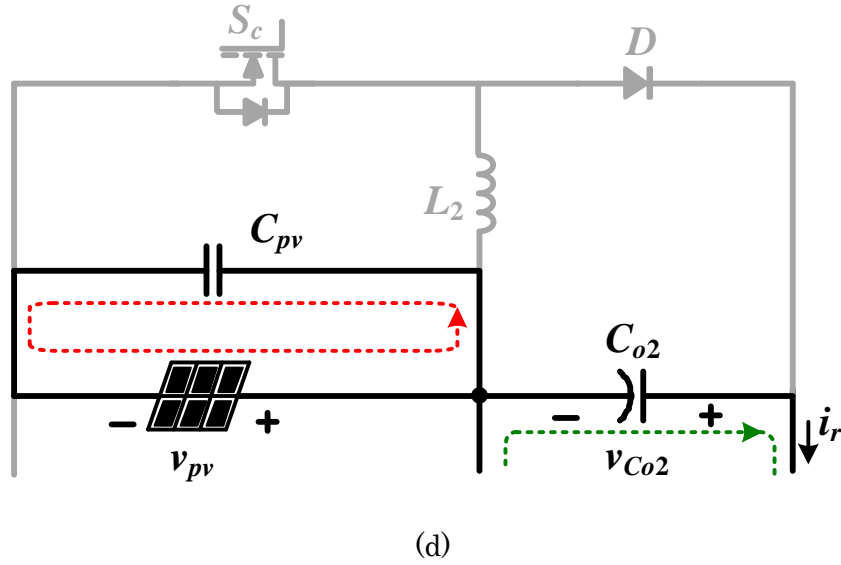 S_c
D
L_2
C_pv
C_o2
− +
− +
i_r
v_pv
v_Co2
(d)